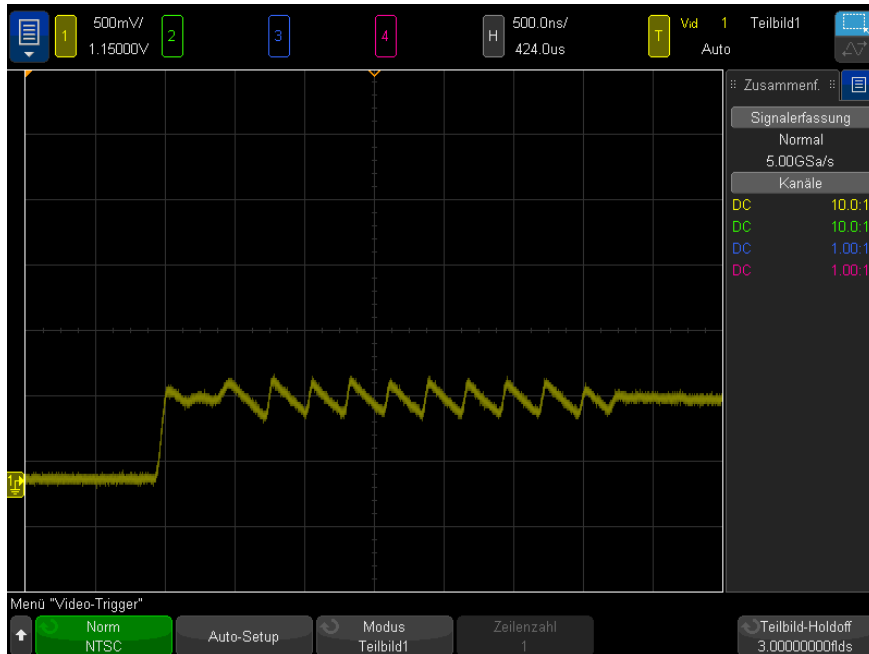 1 500mV/ 1.15000V 2 3 4 H 500.0ns/ 424.0us T Vid 1 Teilbild1 Auto
Zusammenf.
Signalerfassung
Normal
5.00GSa/s
Kanäle
DC 10.0:1
DC 10.0:1
DC 1.00:1
DC 1.00:1
1
Menü "Video-Trigger"
Norm NTSC Auto-Setup Modus Teilbild1 Zeilenzahl 1 Teilbild-Holdoff 3.00000000flds